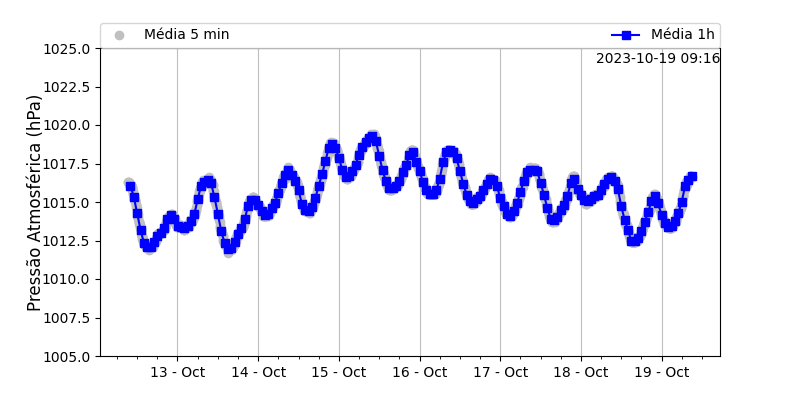 Média 5 min
Média 1h
2023-10-19 09:16
Pressão Atmosférica (hPa)
1025.0
1022.5
1020.0
1017.5
1015.0
1012.5
1010.0
1007.5
1005.0
13 - Oct
14 - Oct
15 - Oct
16 - Oct
17 - Oct
18 - Oct
19 - Oct